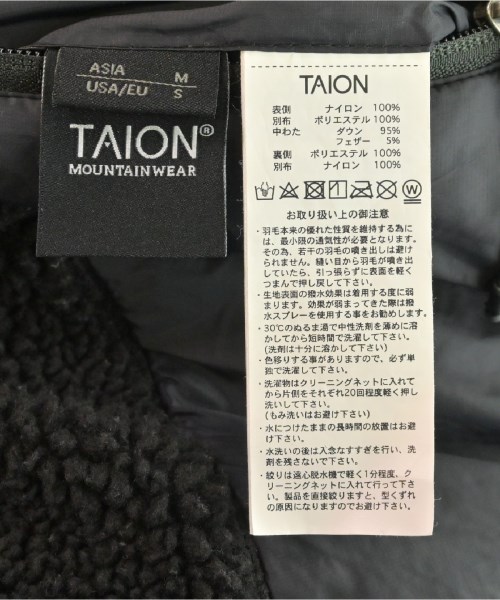 ASIA M
USA/EU S
TAION®
MOUNTAINWEAR
TAION
表側 ナイロン 100%
別布 ポリエステル 100%
中わた ダウン 95%
フェザー 5%
裏側 ポリエステル 100%
別布 ナイロン 100%
お取り扱い上の御注意
・羽毛本来の優れた性質を維持する為に
は、最小限の通気性が必要となります。
その為、若干の羽毛の噴き出しは避け
られません。縫い目から羽毛が噴き出
していたら、引っ張らずに表面を軽く
つまんで押し戻して下さい。
・生地表面の撥水効果は着用する度に弱
まります。効果が弱まってきた際は撥
水スプレーを使用する事をお勧めします。
・30℃のぬるま湯で中性洗剤を薄めに溶
かしてから短時間で洗濯して下さい。
(洗剤は十分に溶かして下さい)
・色移りする事がありますので、必ず単
独で洗濯して下さい。
・洗濯物はクリーニングネットに入れて
から片側をそれぞれ20回程度軽く押し
洗いして下さい。
(もみ洗いはお避け下さい)
・水につけたままの長時間の放置はお避
け下さい。
・水洗いの後は入念なすすぎを行い、洗
剤を残さないで下さい。
・絞りは遠心脱水機で軽く1分程度、ク
リーニングネットに入れて行って下さ
い。製品を直接絞りますと、型くずれ
の原因になりますのでお避け下さい。